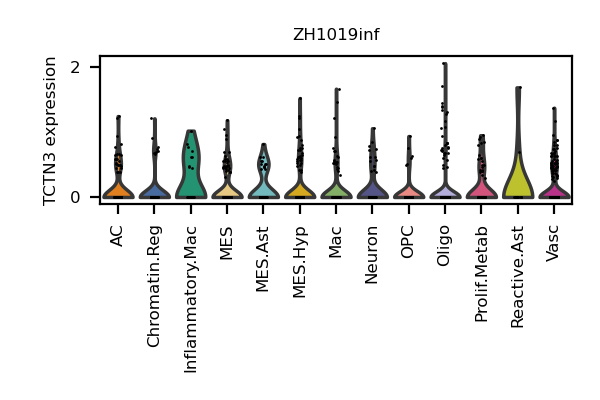 ZH1019inf
TCTN3 expression
2
0
AC
Chromatin.Reg
Inflammatory.Mac
MES
MES.Ast
MES.Hyp
Mac
Neuron
OPC
Oligo
Prolif.Metab
Reactive.Ast
Vasc